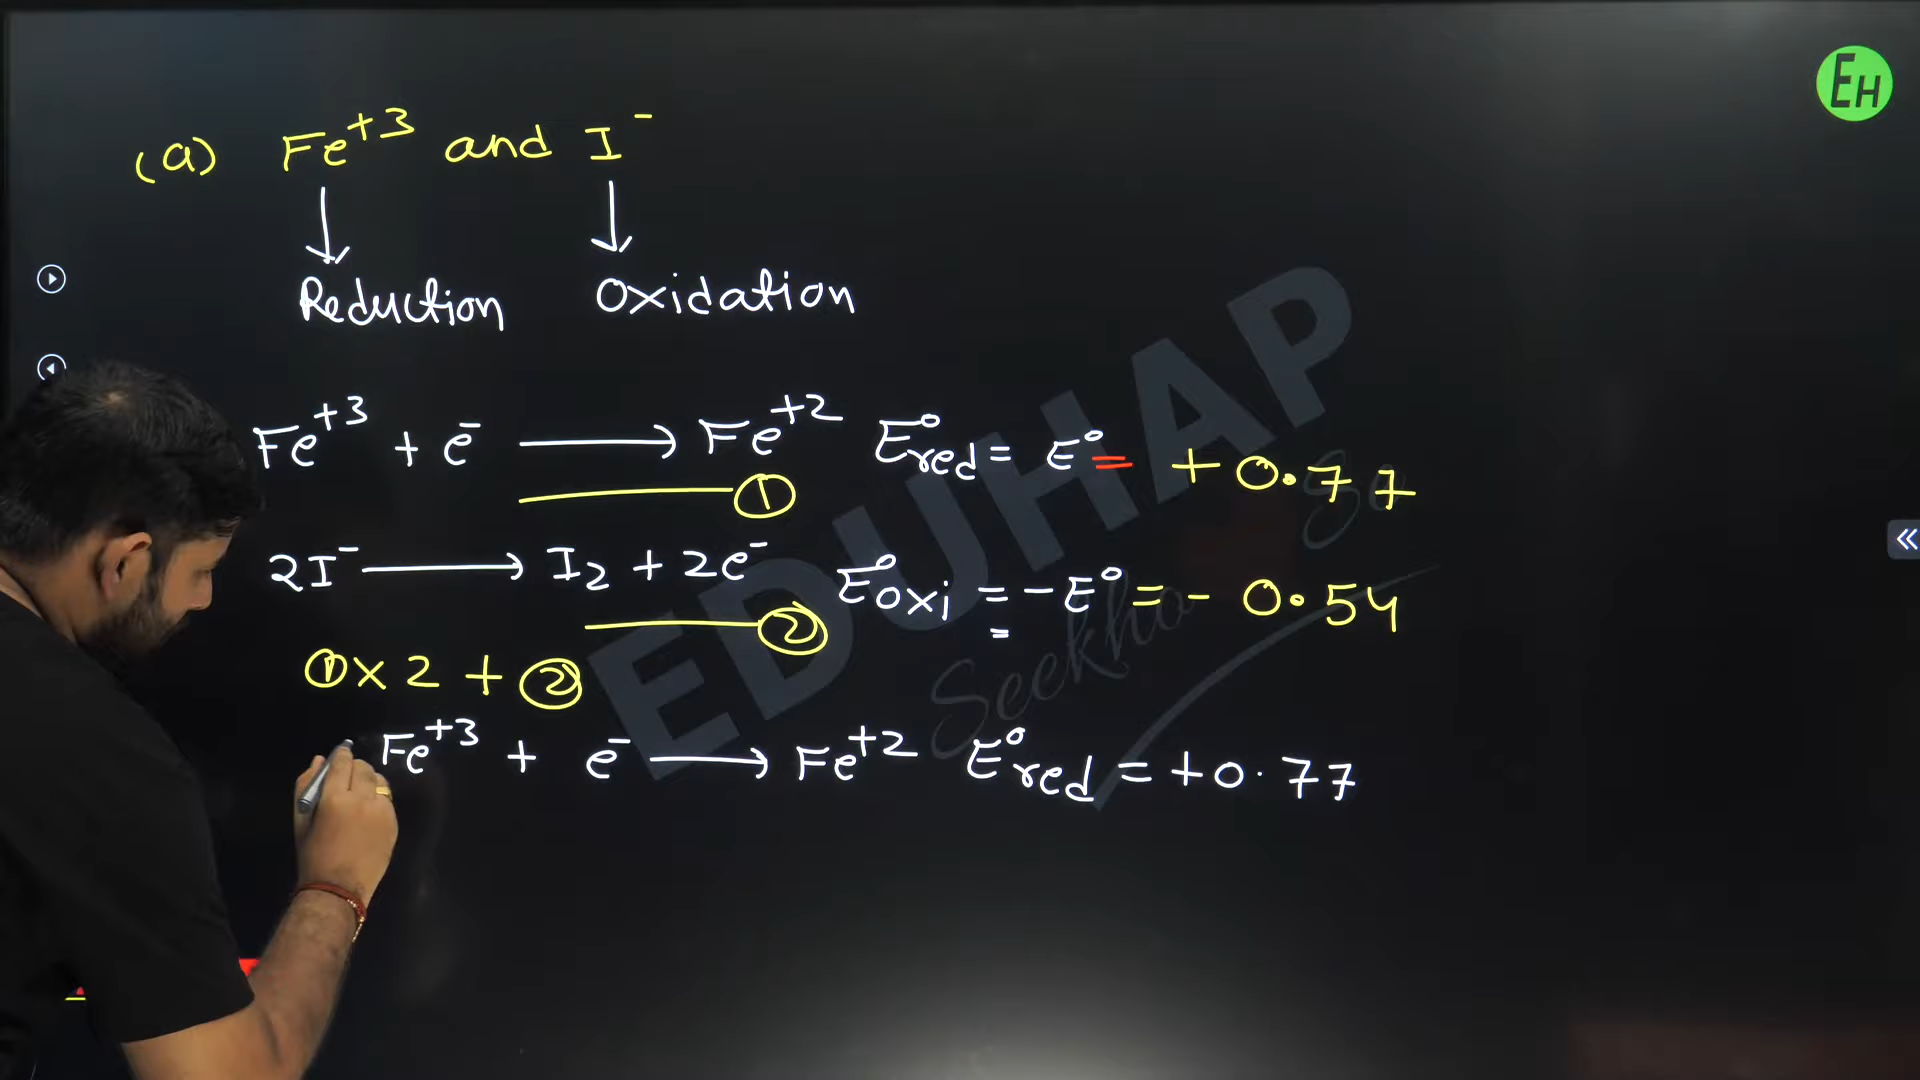 EH
(a) Fe⁺³ and I⁻
Reduction Oxidation
Fe⁺³ + e⁻ ⟶ Fe⁺² E°red = E° = + 0.77
①
2I⁻ ⟶ I₂ + 2e⁻ E°oxi = - E° = - 0.54
=
②
① x 2 + ②
Fe⁺³ + e⁻ ⟶ Fe⁺² E°red = +0.77
EDUHAP
Seekho Se